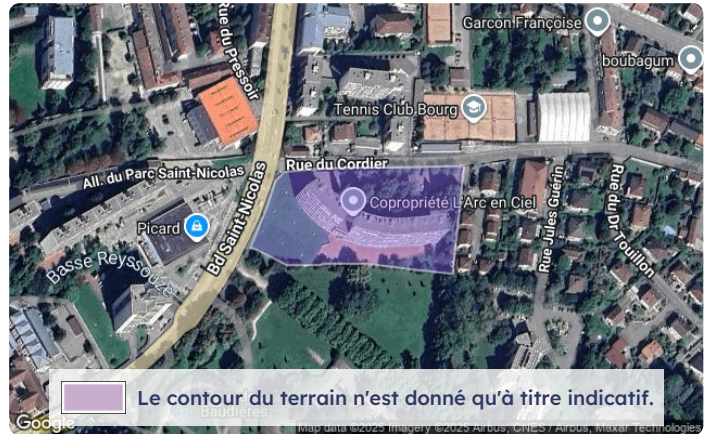 Garcon Françoise
Rue du Pressoir
boubagum
Tennis Club Bourg
Rue du Cordier
All. du Parc Saint-Nicolas
Copropriété L'Arc en Ciel
Picard
Bd Saint-Nicolas
Rue Jules Guérin
Rue du Dr Touillon
Basse Reyssouze
Le contour du terrain n'est donné qu'à titre indicatif.
Baudières
Google
Map data ©2025 Imagery ©2025 Airbus, CNES / Airbus, Maxar Technologies